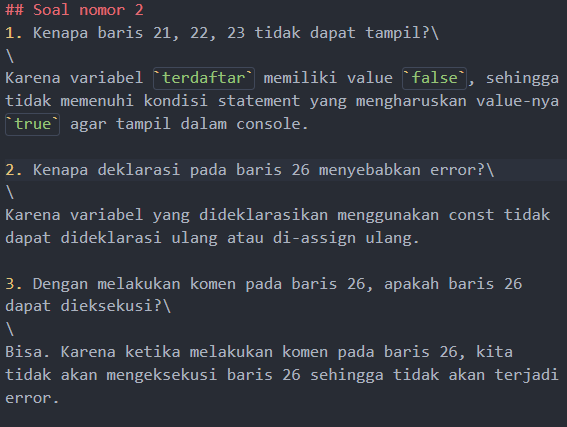 ## Soal nomor 2
1. Kenapa baris 21, 22, 23 tidak dapat tampil?\
\
Karena variabel `terdaftar` memiliki value `false`, sehingga
tidak memenuhi kondisi statement yang mengharuskan value-nya
`true` agar tampil dalam console.
2. Kenapa deklarasi pada baris 26 menyebabkan error?\
\
Karena variabel yang dideklarasikan menggunakan const tidak
dapat dideklarasi ulang atau di-assign ulang.
3. Dengan melakukan komen pada baris 26, apakah baris 26
dapat dieksekusi?\
\
Bisa. Karena ketika melakukan komen pada baris 26, kita
tidak akan mengeksekusi baris 26 sehingga tidak akan terjadi
error.